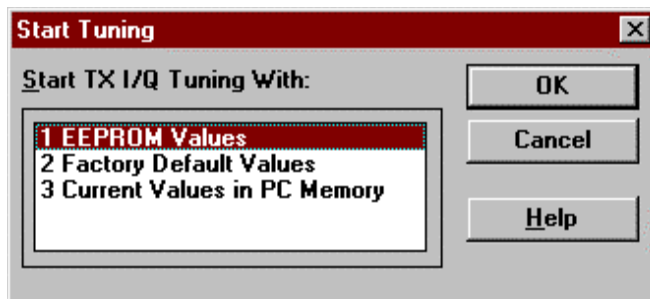 Start Tuning
Start TX I/Q Tuning With:
1 EEPROM Values
2 Factory Default Values
3 Current Values in PC Memory
OK
Cancel
Help